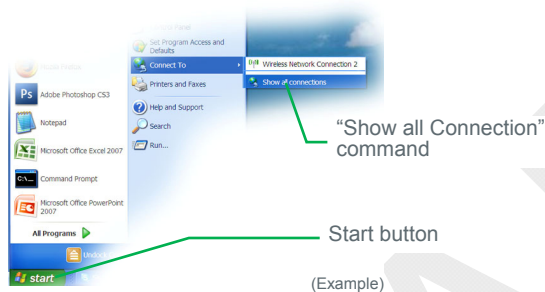 Set Program Access and
Defaults
Connect To
Wireless Network Connection 2
Show all connections
Printers and Faxes
Ps
Adobe Photoshop CS3
Help and Support
Notepad
Search
Microsoft Office Excel 2007
Run...
C:\
Command Prompt
Microsoft Office PowerPoint
2007
All Programs
Undock
start
“Show all Connection”
command
Start button
(Example)